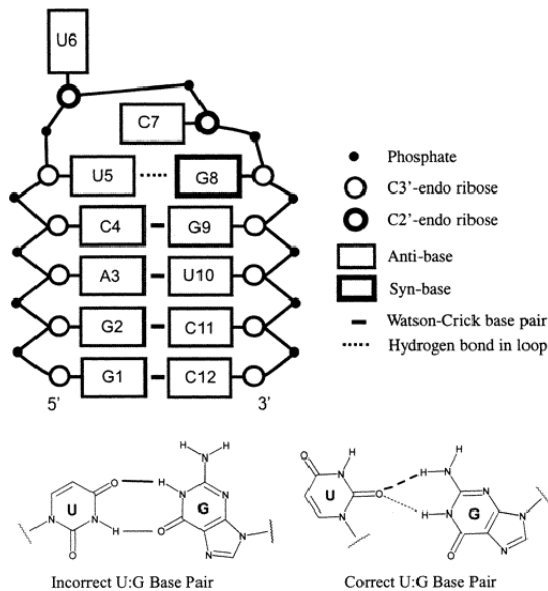 U6
C7
U5 G8
C4 G9
A3 U10
G2 C11
G1 C12
5' 3'
Phosphate
C3'-endo ribose
C2'-endo ribose
Anti-base
Syn-base
Watson-Crick base pair
Hydrogen bond in loop
H H
N
O H N N
U G
N H O N N
O
Incorrect U:G Base Pair
O H
N H H
U O N
N H N N
G
O N
Correct U:G Base Pair